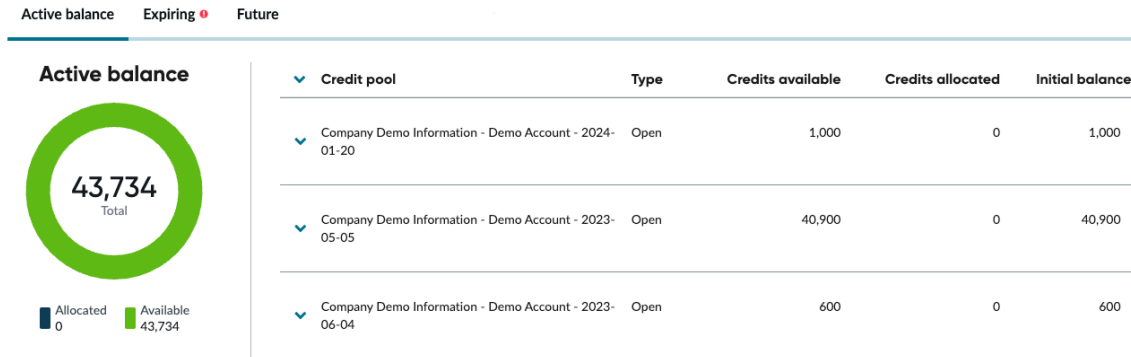 Active balance Expiring Future
Active balance
43,734
Total
Allocated
0
Available
43,734
Credit pool Type Credits available Credits allocated Initial balance
Company Demo Information - Demo Account - 2024- Open 1,000 0 1,000
01-20
Company Demo Information - Demo Account - 2023- Open 40,900 0 40,900
05-05
Company Demo Information - Demo Account - 2023- Open 600 0 600
06-04